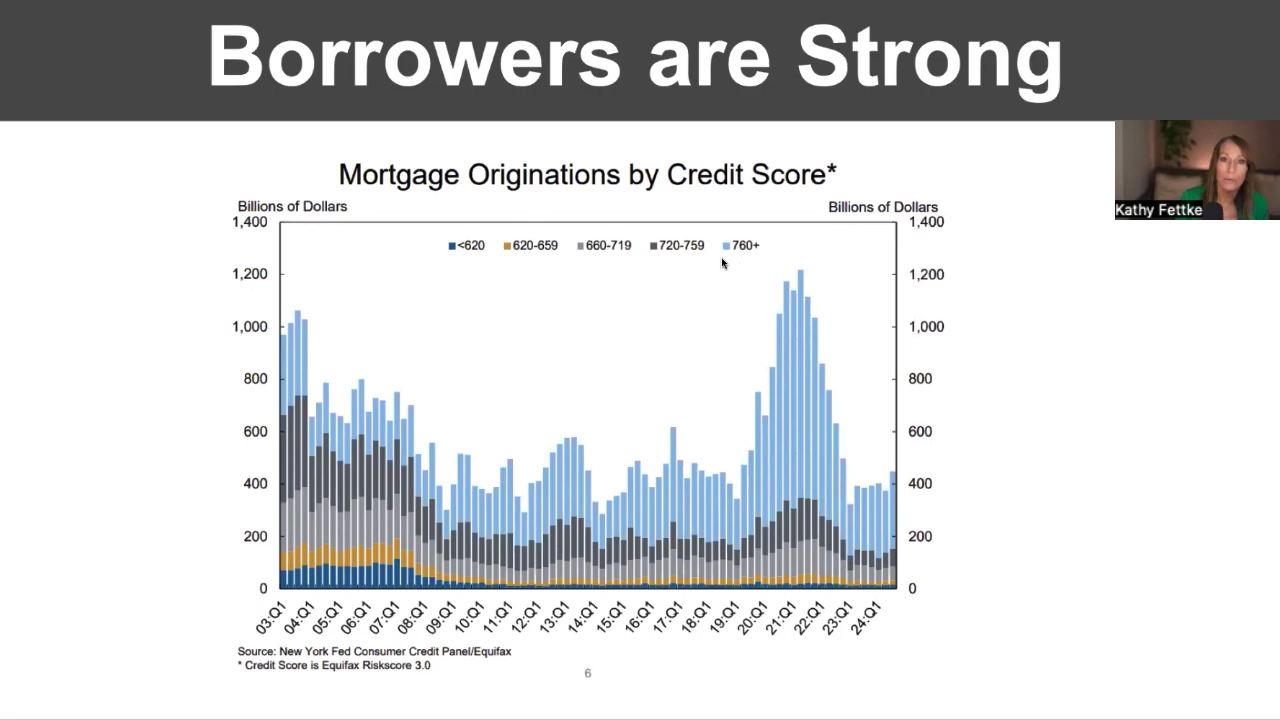 Borrowers are Strong
Kathy Fettke
Mortgage Originations by Credit Score*
Billions of Dollars
Billions of Dollars
1,400
1,400
<620 620-659 660-719 720-759 760+
1,200
1,200
1,000
1,000
800
800
600
600
400
400
200
200
0
0
03:Q1 04:Q1 05:Q1 06:Q1 07:Q1 08:Q1 09:Q1 10:Q1 11:Q1 12:Q1 13:Q1 14:Q1 15:Q1 16:Q1 17:Q1 18:Q1 19:Q1 20:Q1 21:Q1 22:Q1 23:Q1 24:Q1
Source: New York Fed Consumer Credit Panel/Equifax
* Credit Score is Equifax Riskscore 3.0
6